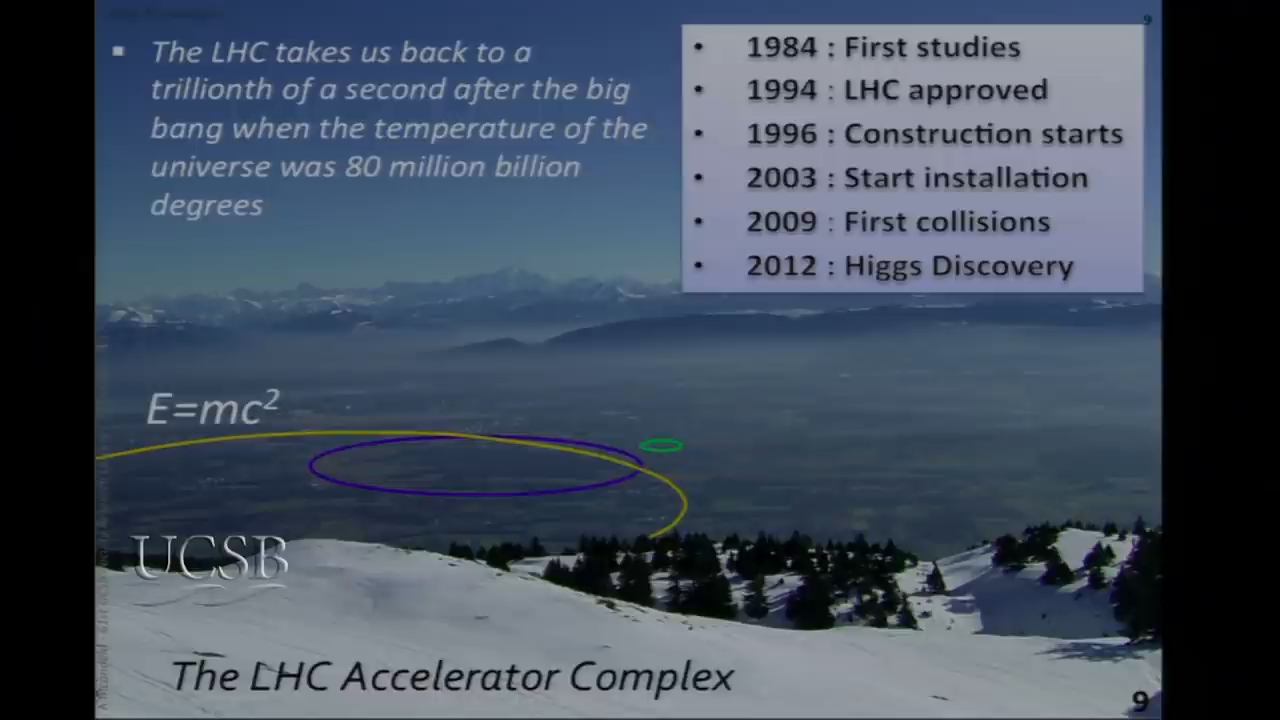 9
▪ The LHC takes us back to a
trillionth of a second after the big
bang when the temperature of the
universe was 80 million billion
degrees
• 1984 : First studies
• 1994 : LHC approved
• 1996 : Construction starts
• 2003 : Start installation
• 2009 : First collisions
• 2012 : Higgs Discovery
E=mc²
UCSB
The LHC Accelerator Complex
9